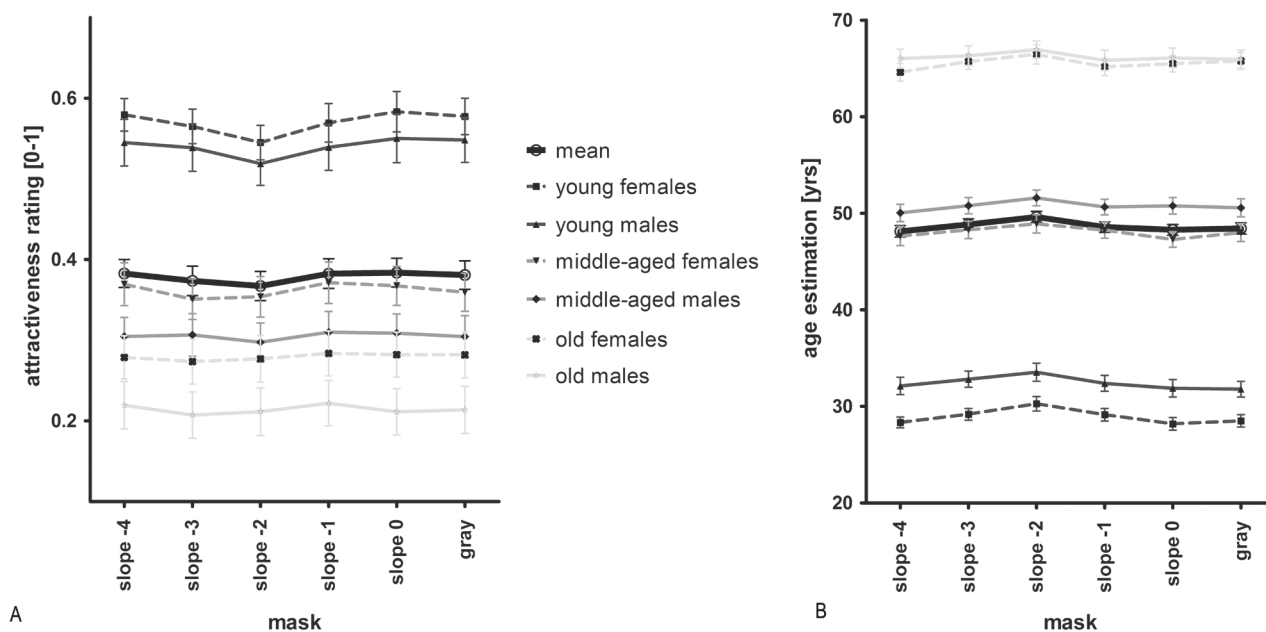 attractiveness rating [0-1]
0.6
0.4
0.2
slope -4
slope -3
slope -2
slope -1
slope 0
gray
mask
A
mean
young females
young males
middle-aged females
middle-aged males
old females
old males
age estimation [yrs]
70
60
50
40
30
20
slope -4
slope -3
slope -2
slope -1
slope 0
gray
mask
B